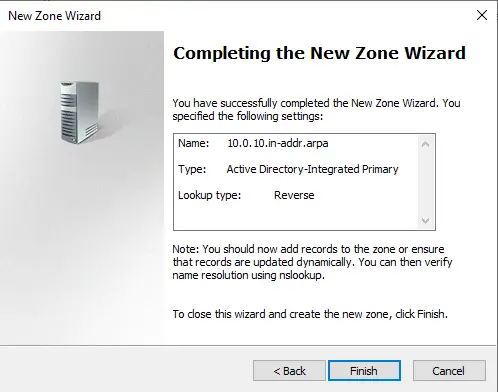 New Zone Wizard
Completing the New Zone Wizard
You have successfully completed the New Zone Wizard. You
specified the following settings:
Name: 10.0.10.in-addr.arpa
Type: Active Directory-Integrated Primary
Lookup type: Reverse
Note: You should now add records to the zone or ensure
that records are updated dynamically. You can then verify
name resolution using nslookup.
To close this wizard and create the new zone, click Finish.
< Back Finish Cancel